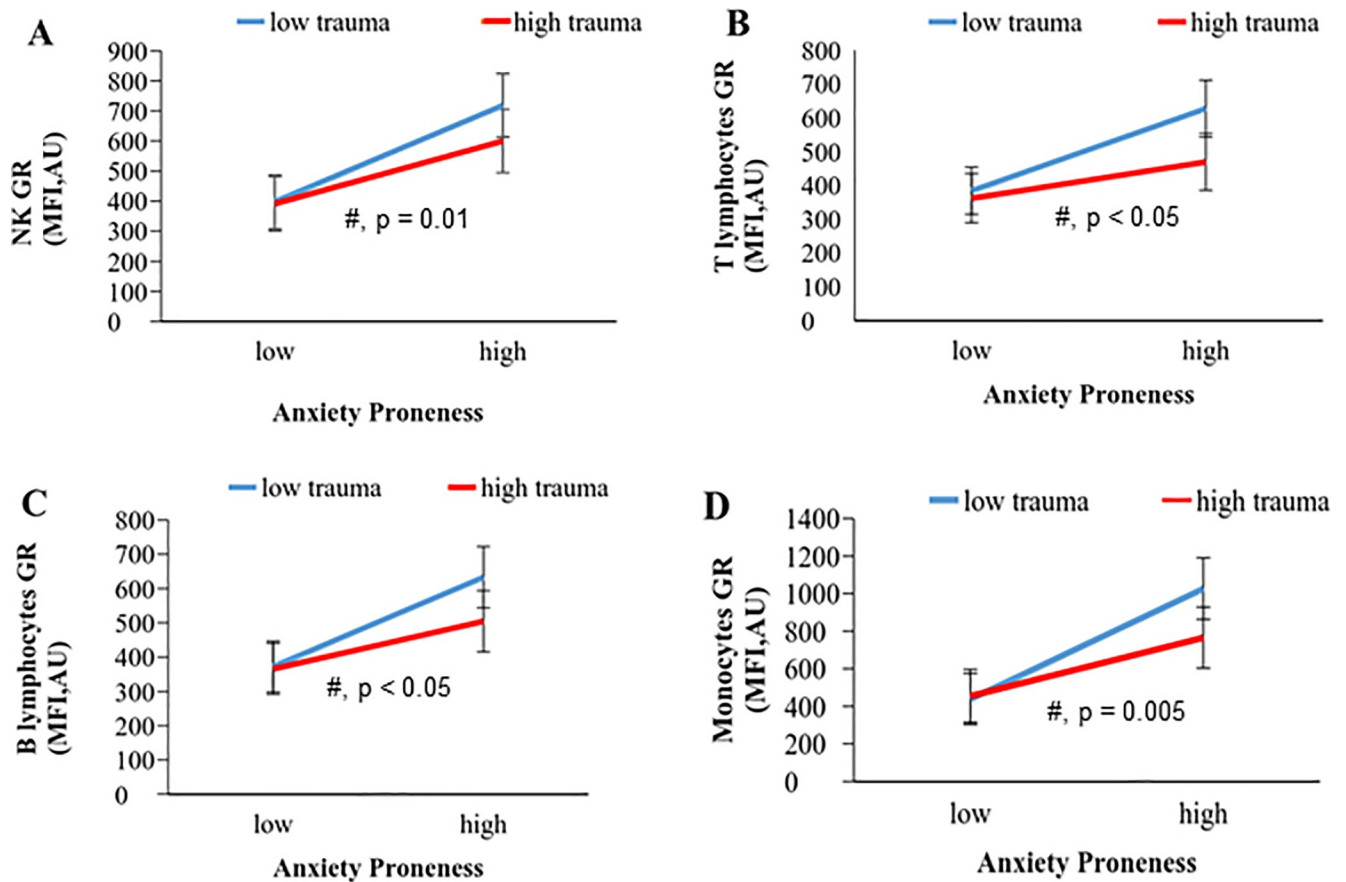 A
low trauma high trauma
900
800
700
600
500
400
300
200
100
0
NK GR
(MFI,AU)
#, p = 0.01
low high
Anxiety Proneness
B
low trauma high trauma
800
700
600
500
400
300
200
100
0
T lymphocytes GR
(MFI,AU)
#, p < 0.05
low high
Anxiety Proneness
C
low trauma high trauma
800
700
600
500
400
300
200
100
0
B lymphocytes GR
(MFI,AU)
#, p < 0.05
low high
Anxiety Proneness
D
low trauma high trauma
1400
1200
1000
800
600
400
200
0
Monocytes GR
(MFI,AU)
#, p = 0.005
low high
Anxiety Proneness